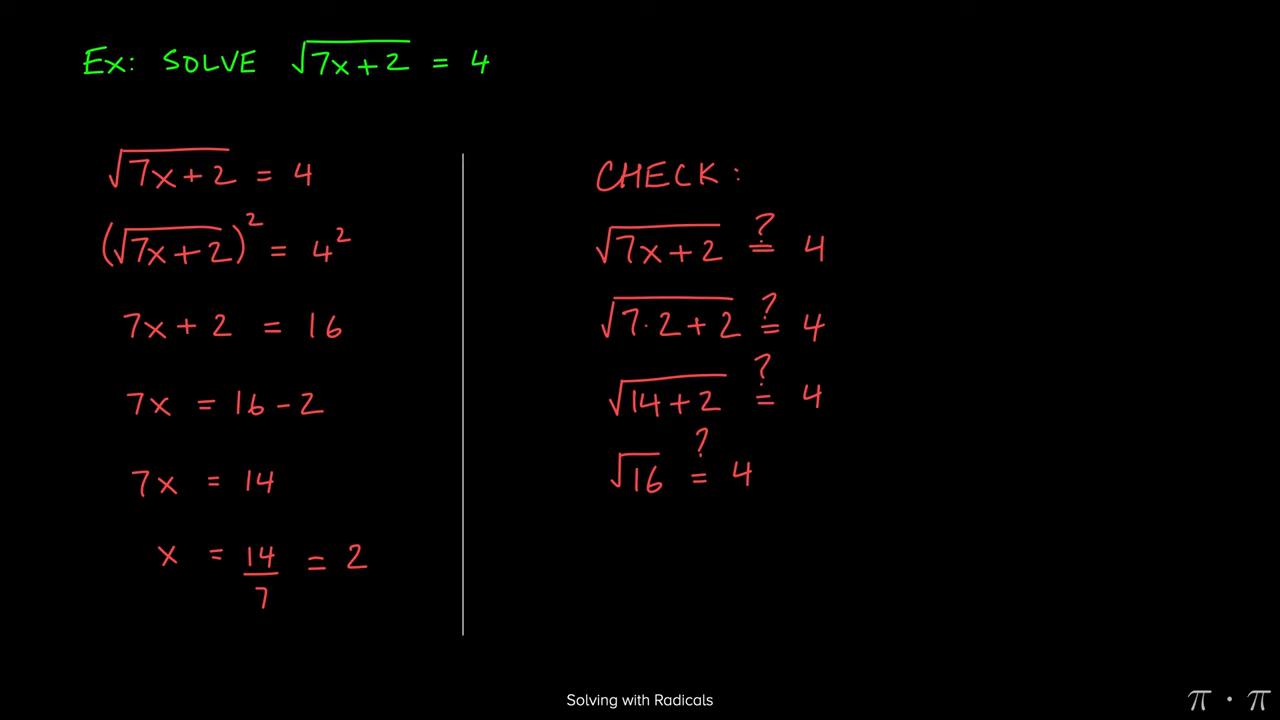 Ex: SOLVE √(7x+2) = 4
√(7x+2) = 4
(√(7x+2))² = 4²
7x + 2 = 16
7x = 16 - 2
7x = 14
x = 14/7 = 2
CHECK:
√(7x+2) ≟ 4
√(7·2+2) ≟ 4
√(14+2) ≟ 4
√16 ≟ 4
Solving with Radicals
π · π